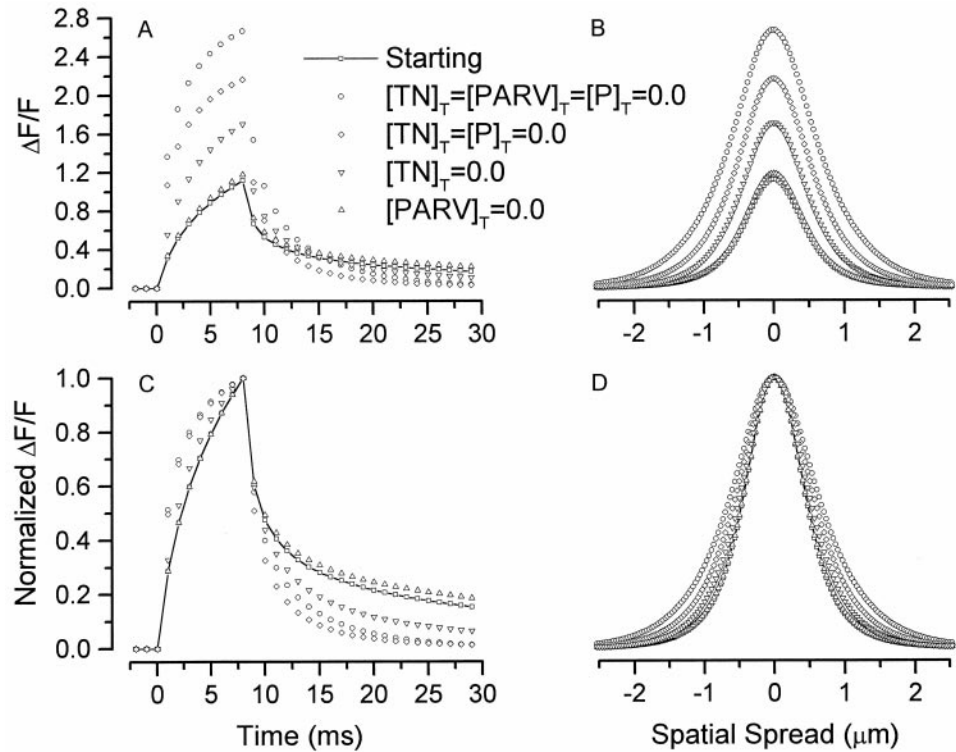 A
B
2.8
2.4
2.0
1.6
1.2
0.8
0.4
0.0
ΔF/F
Starting
[TN]T=[PARV]T=[P]T=0.0
[TN]T=[P]T=0.0
[TN]T=0.0
[PARV]T=0.0
0 5 10 15 20 25 30
-2 -1 0 1 2
C
D
1.0
0.8
0.6
0.4
0.2
0.0
Normalized ΔF/F
0 5 10 15 20 25 30
-2 -1 0 1 2
Time (ms)
Spatial Spread (μm)